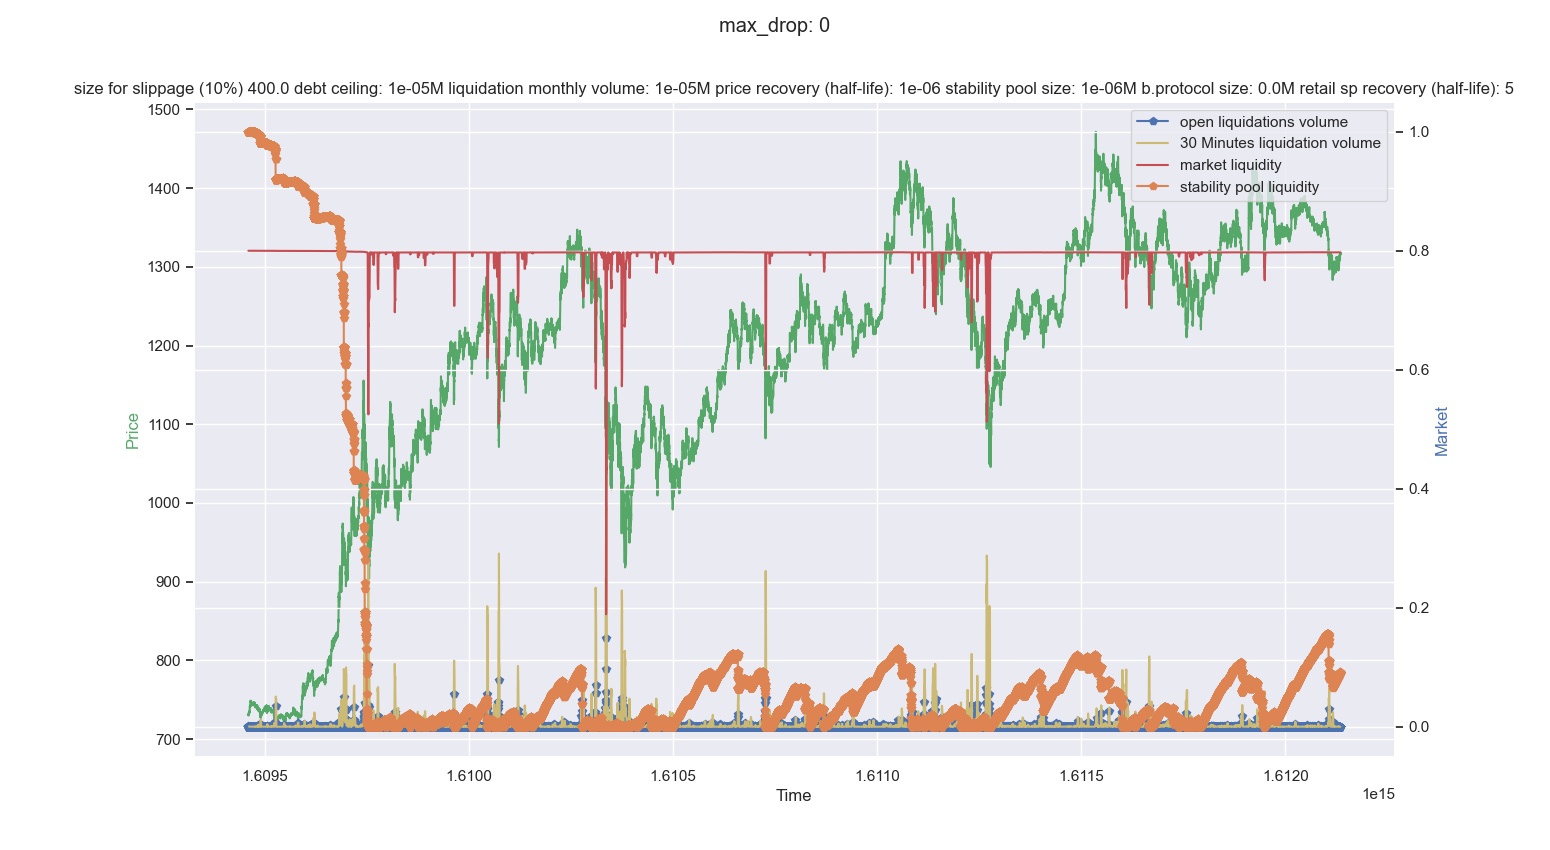 max_drop: 0
size for slippage (10%) 400.0 debt ceiling: 1e-05M liquidation monthly volume: 1e-05M price recovery (half-life): 1e-06 stability pool size: 1e-06M b.protocol size: 0.0M retail sp recovery (half-life): 5
open liquidations volume
30 Minutes liquidation volume
market liquidity
stability pool liquidity
1500
1400
1300
1200
1100
1000
900
800
700
Price
1.0
0.8
0.6
0.4
0.2
0.0
Market
1.6095 1.6100 1.6105 1.6110 1.6115 1.6120
Time
1e15